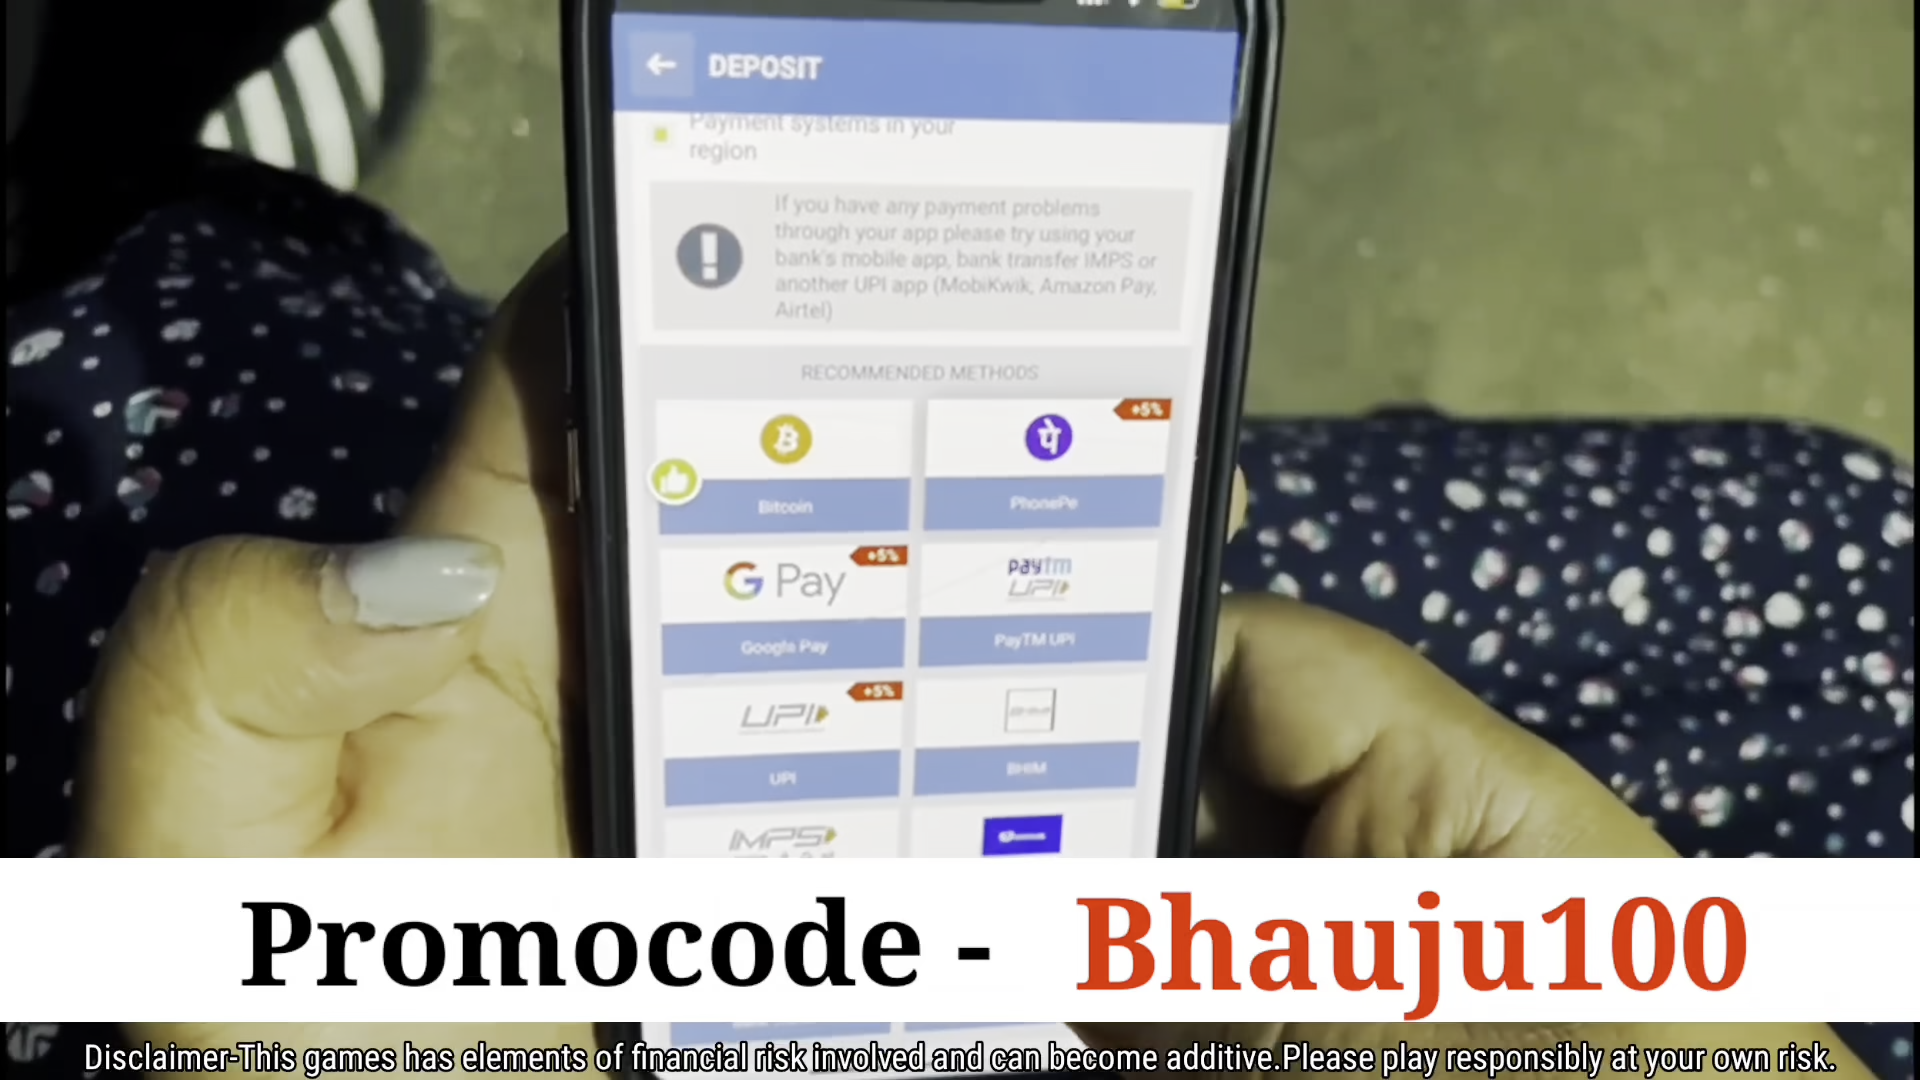 DEPOSIT
Payment systems in your
region
If you have any payment problems
through your app please try using your
bank's mobile app, bank transfer IMPS or
another UPI app (MobiKwik, Amazon Pay,
Airtel)
RECOMMENDED METHODS
+5%
पे
Bitcoin
PhonePe
+5%
G Pay
paytm
UPI
Google Pay
PayTM UPI
+5%
UPI
UPI
BHIM
IMPS
Promocode - Bhauju100
Disclaimer-This games has elements of financial risk involved and can become additive.Please play responsibly at your own risk.